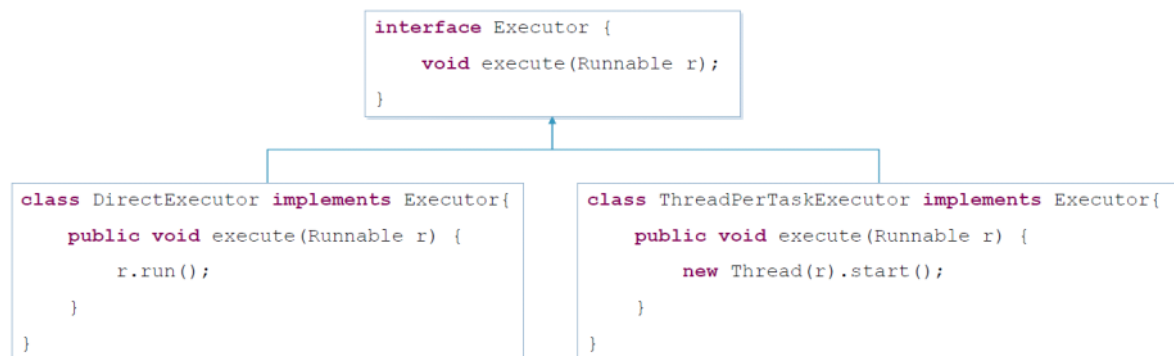 interface Executor {
    void execute(Runnable r);
}
class DirectExecutor implements Executor{
    public void execute(Runnable r) {
        r.run();
    }
}
class ThreadPerTaskExecutor implements Executor{
    public void execute(Runnable r) {
        new Thread(r).start();
    }
}